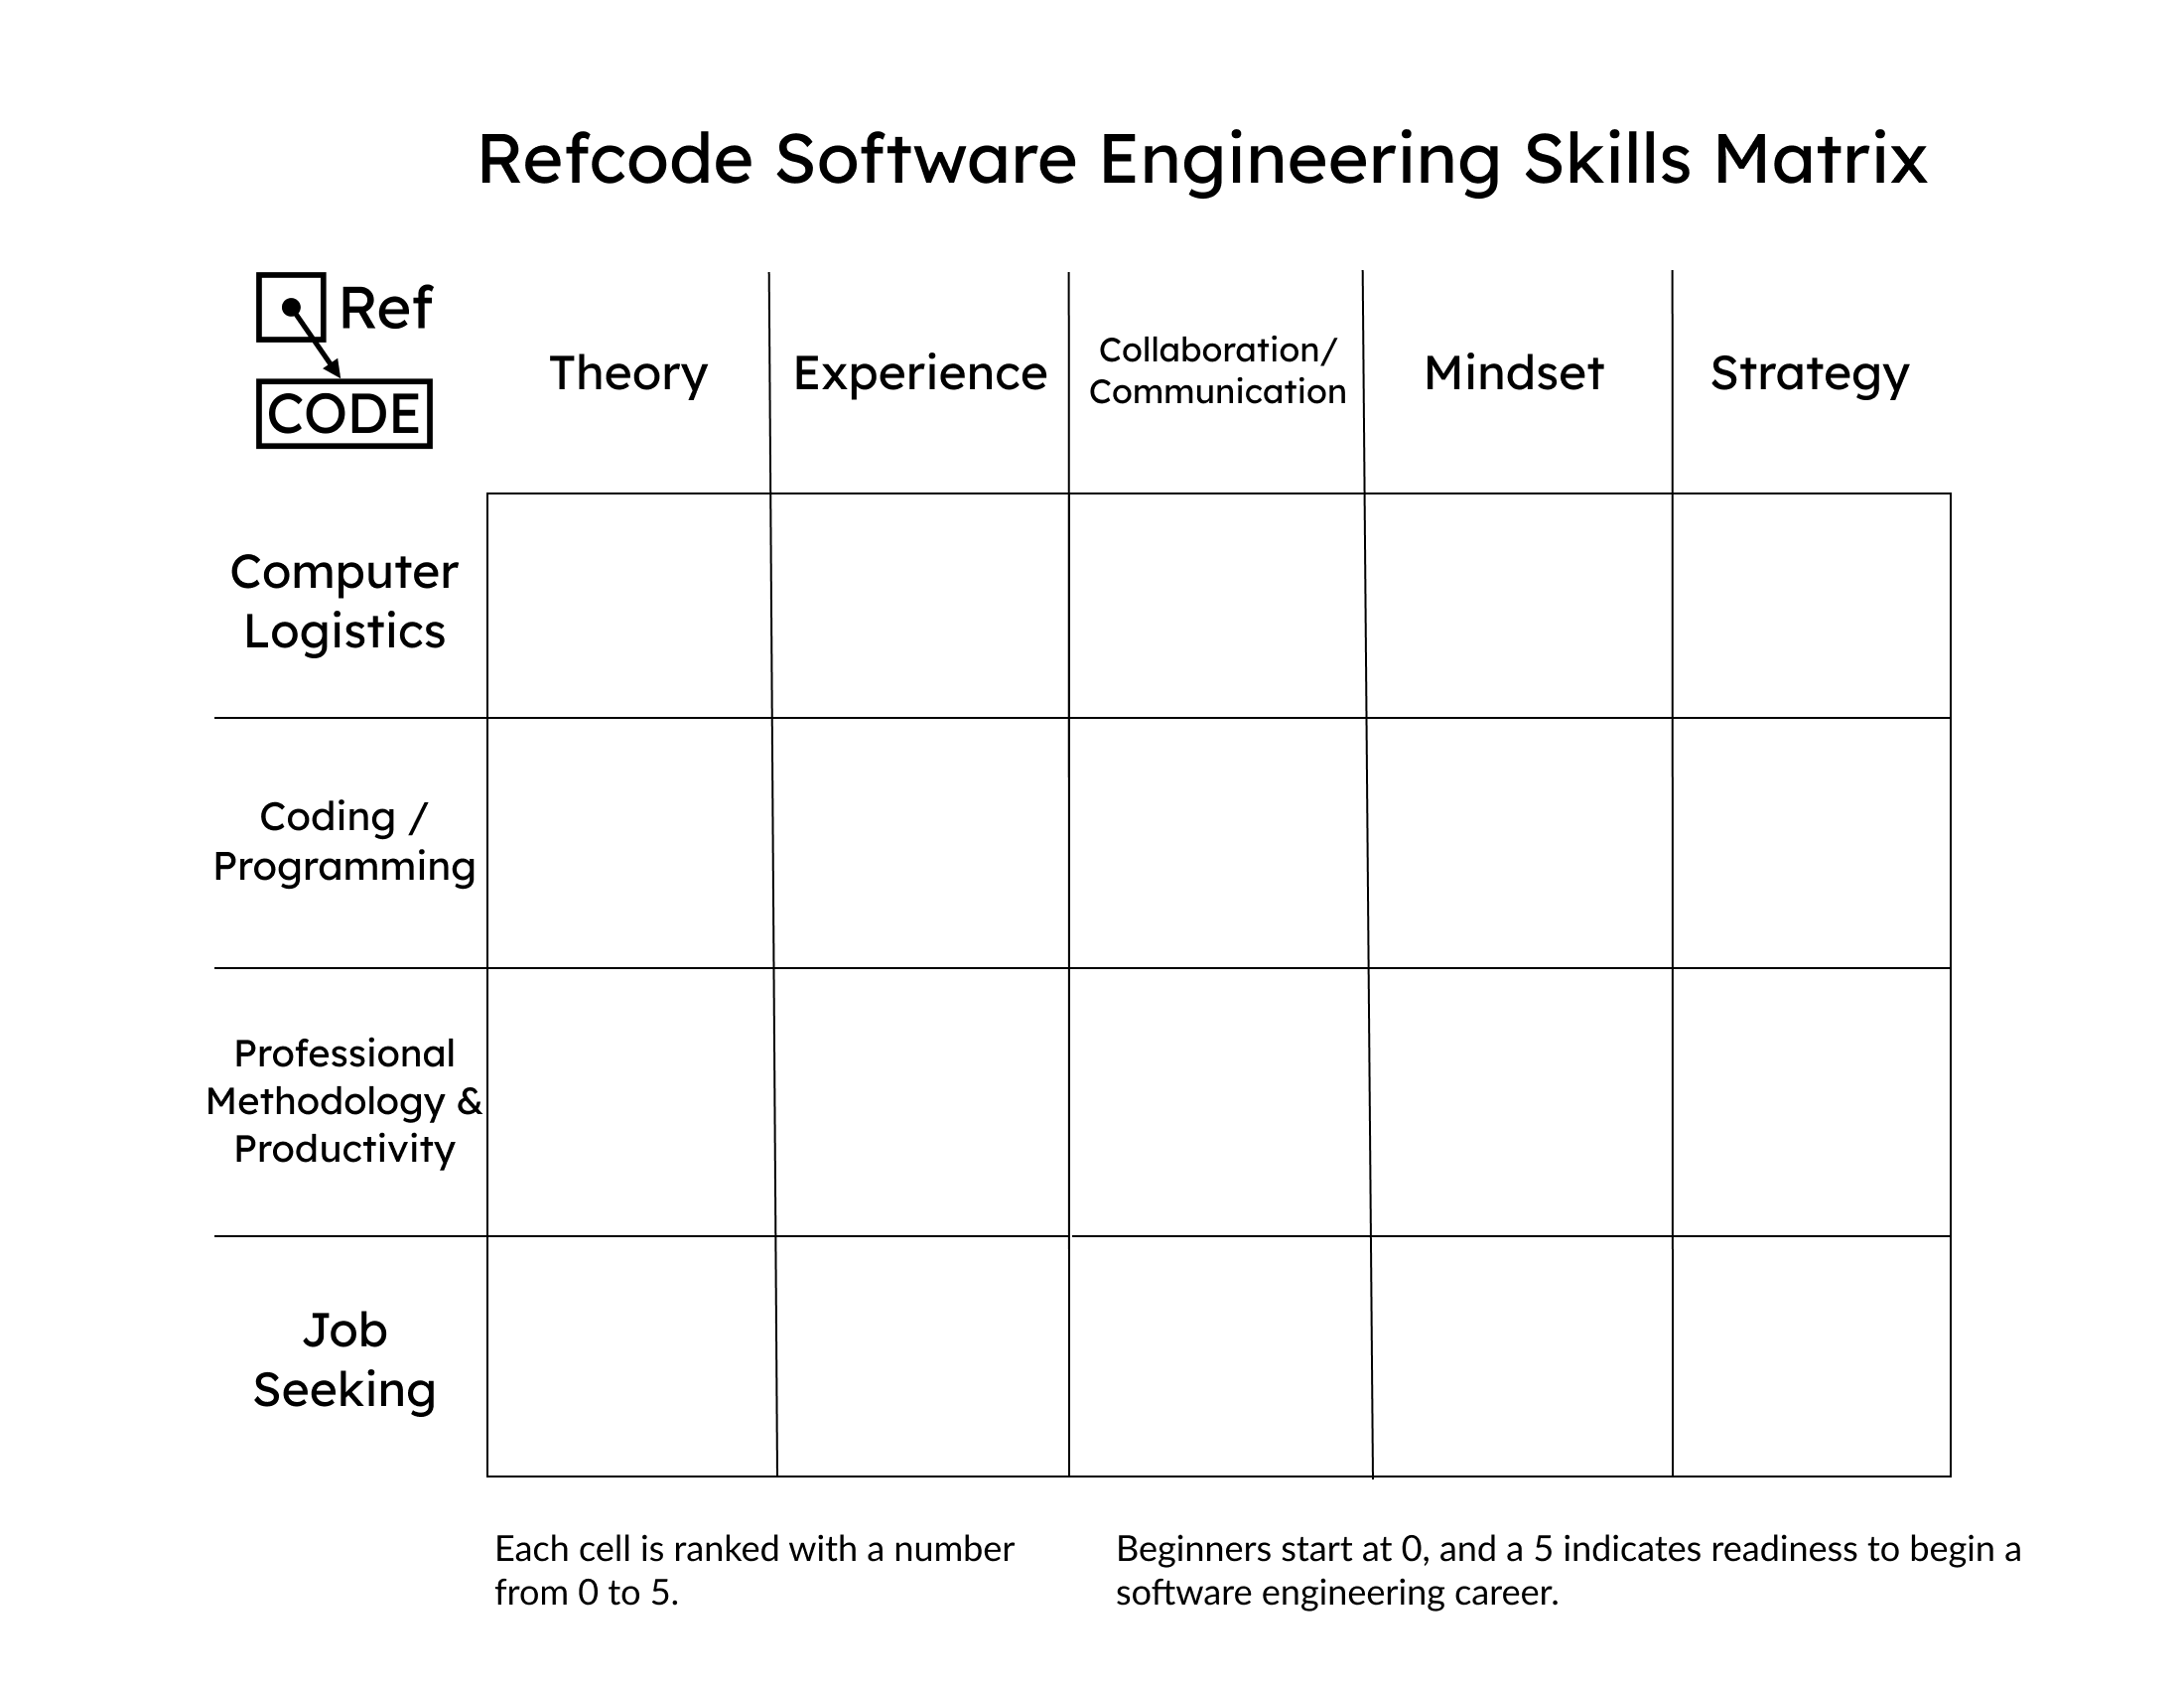 Refcode Software Engineering Skills Matrix
Ref
CODE
Theory
Experience
Collaboration/
Communication
Mindset
Strategy
Computer
Logistics
Coding /
Programming
Professional
Methodology &
Productivity
Job
Seeking
Each cell is ranked with a number
from 0 to 5.
Beginners start at 0, and a 5 indicates readiness to begin a
software engineering career.